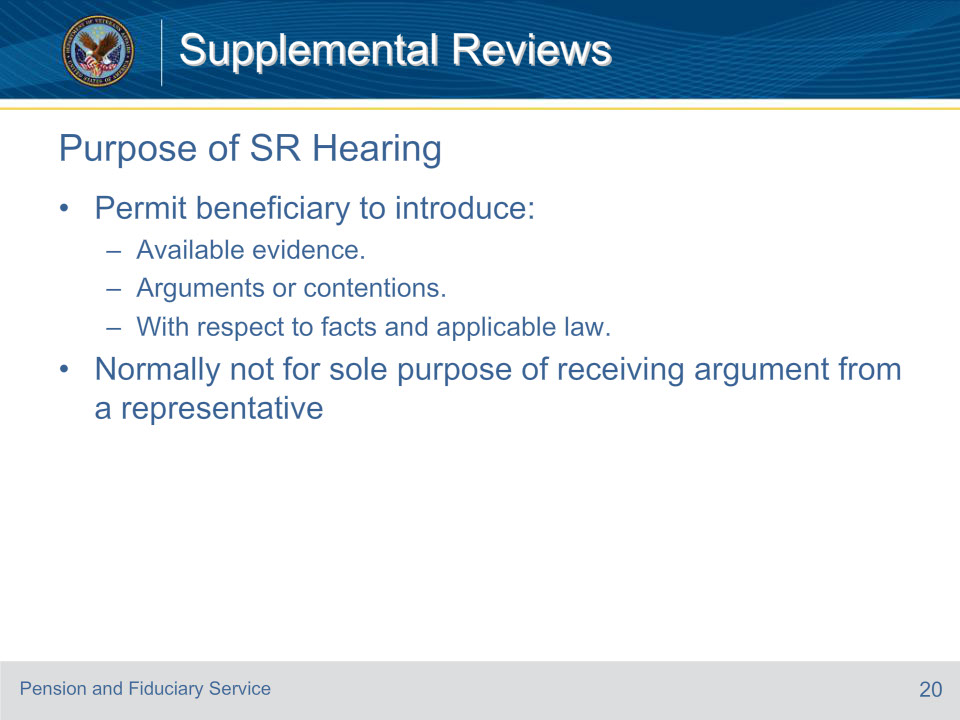 Supplemental Reviews
Purpose of SR Hearing
• Permit beneficiary to introduce:
– Available evidence.
– Arguments or contentions.
– With respect to facts and applicable law.
• Normally not for sole purpose of receiving argument from
a representative
Pension and Fiduciary Service
20